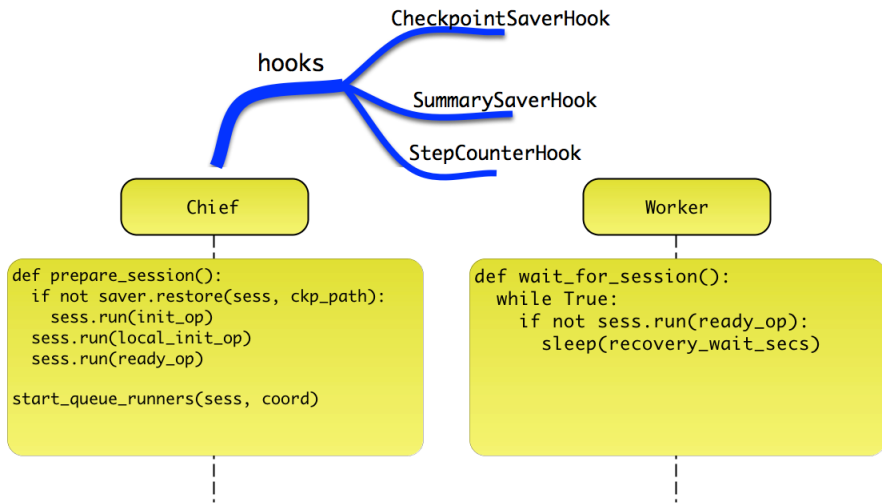 CheckpointSaverHook
hooks
SummarySaverHook
StepCounterHook
Chief
def prepare_session():
  if not saver.restore(sess, ckp_path):
    sess.run(init_op)
  sess.run(local_init_op)
  sess.run(ready_op)

start_queue_runners(sess, coord)
Worker
def wait_for_session():
  while True:
    if not sess.run(ready_op):
      sleep(recovery_wait_secs)